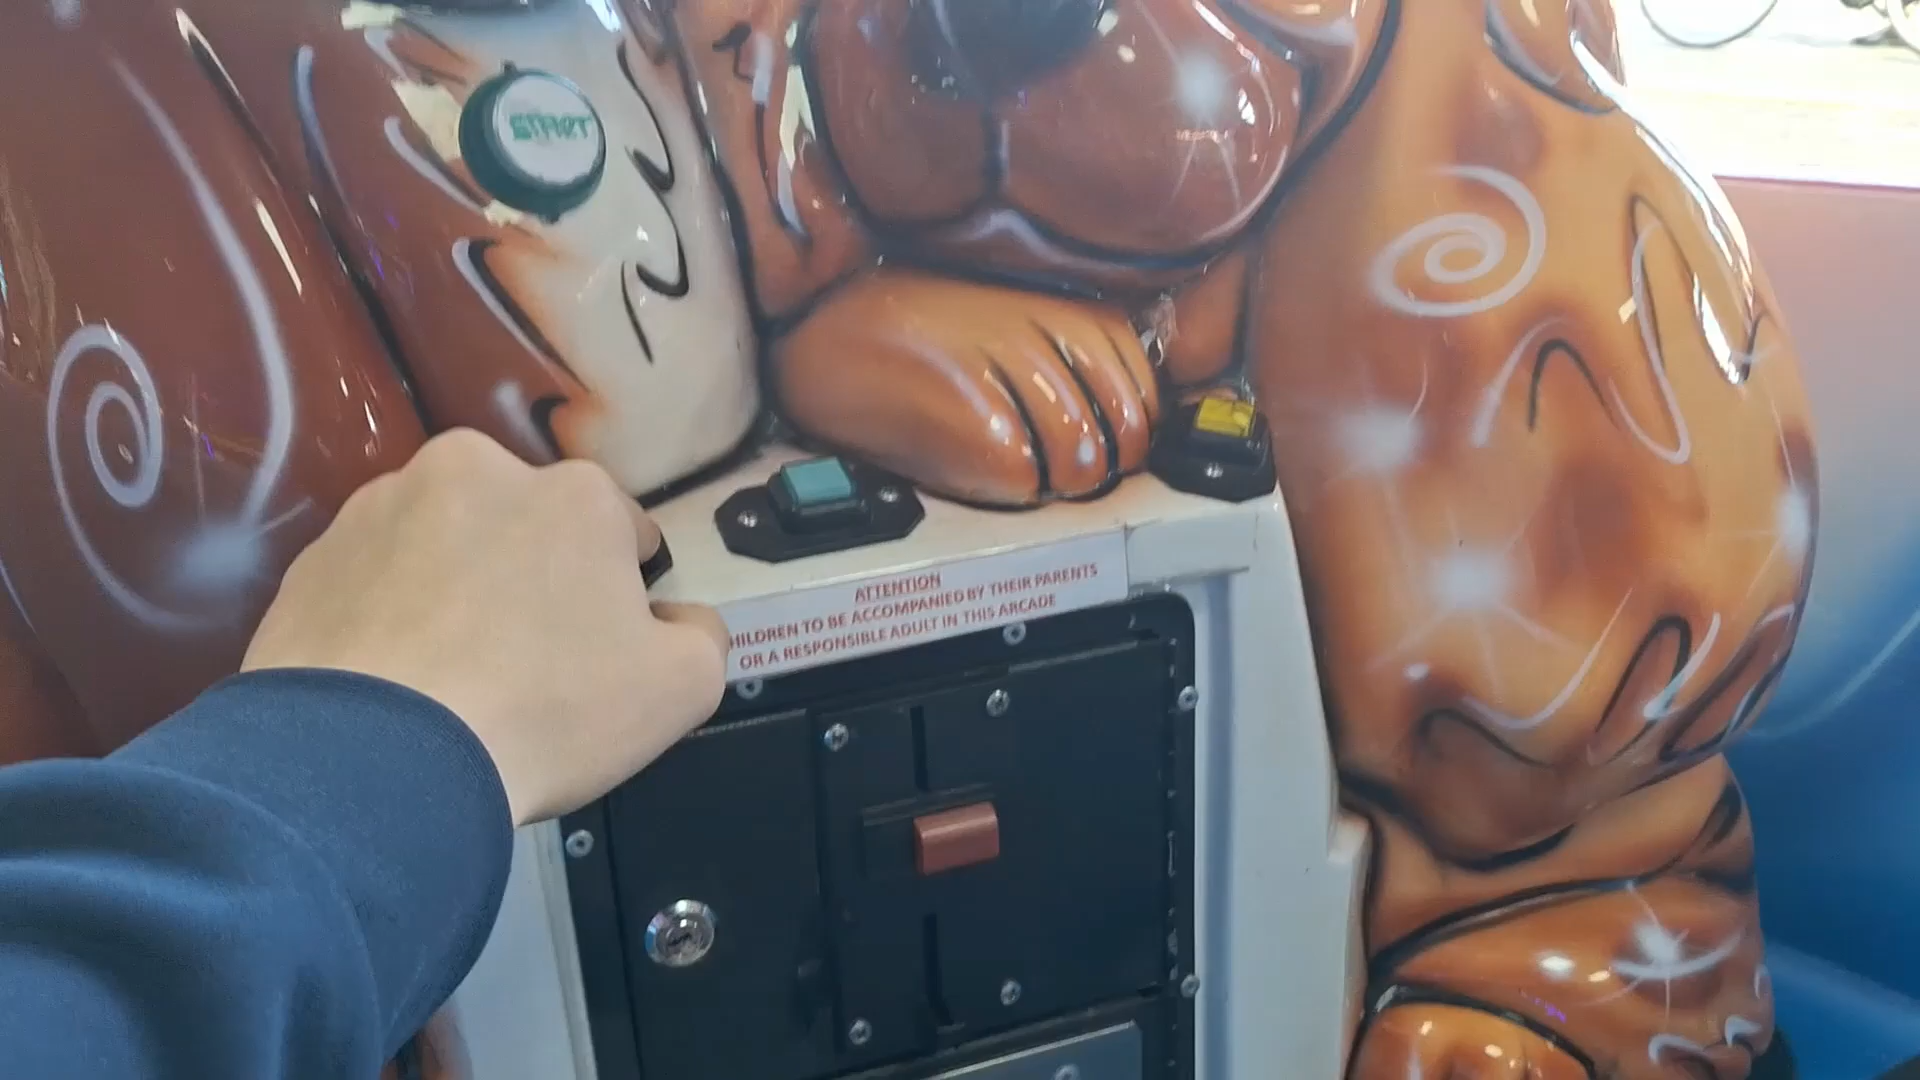 START
ATTENTION
HILDREN TO BE ACCOMPANIED BY THEIR PARENTS
OR A RESPONSIBLE ADULT IN THIS ARCADE